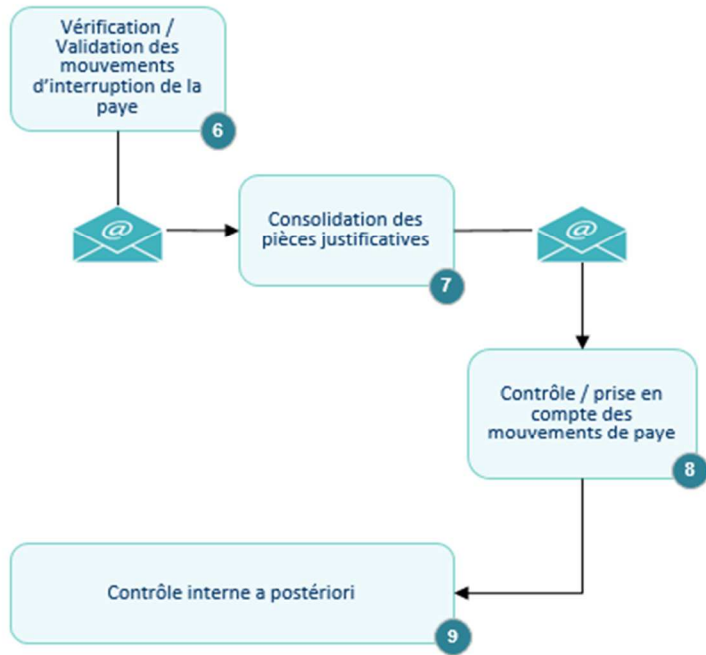 Vérification /
Validation des
mouvements
d'interruption de la
paye
6
@
Consolidation des
pièces justificatives
7
@
Contrôle / prise en
compte des
mouvements de paye
8
Contrôle interne a postériori
9